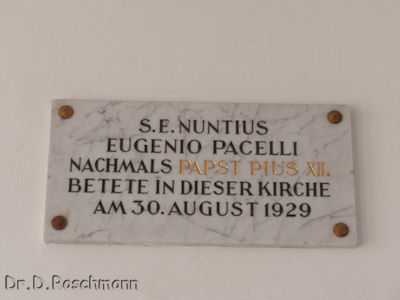 S.E. NUNTIUS
EUGENIO PACELLI
NACHMALS PAPST PIUS XII.
BETETE IN DIESER KIRCHE
AM 30. AUGUST 1929
Dr.D.Roschmann